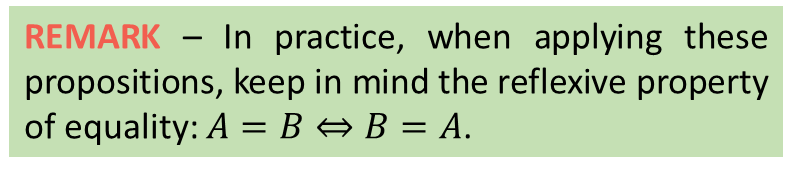 REMARK – In practice, when applying these
propositions, keep in mind the reflexive property
of equality: A = B ⇔ B = A.